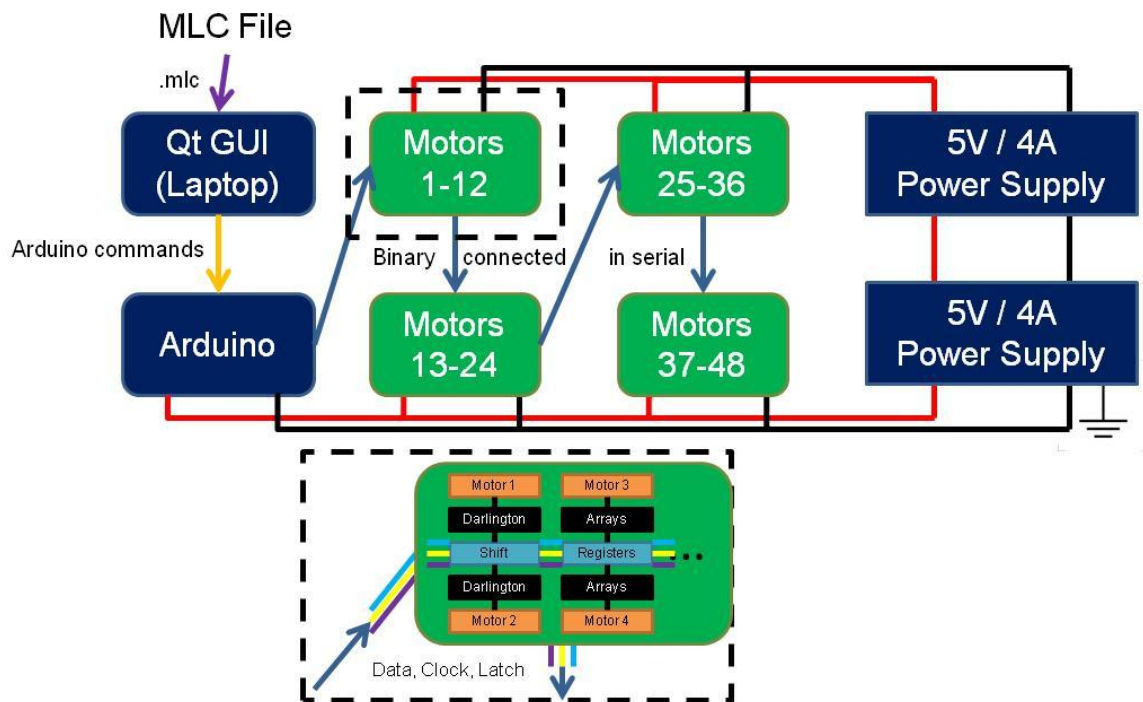 MLC File
.mlc
Qt GUI
(Laptop)
Motors
1-12
Motors
25-36
5V / 4A
Power Supply
Arduino commands
Binary connected in serial
Arduino
Motors
13-24
Motors
37-48
5V / 4A
Power Supply
Motor 1
Motor 3
Darlington
Arrays
Shift
Registers
...
Darlington
Arrays
Motor 2
Motor 4
Data, Clock, Latch